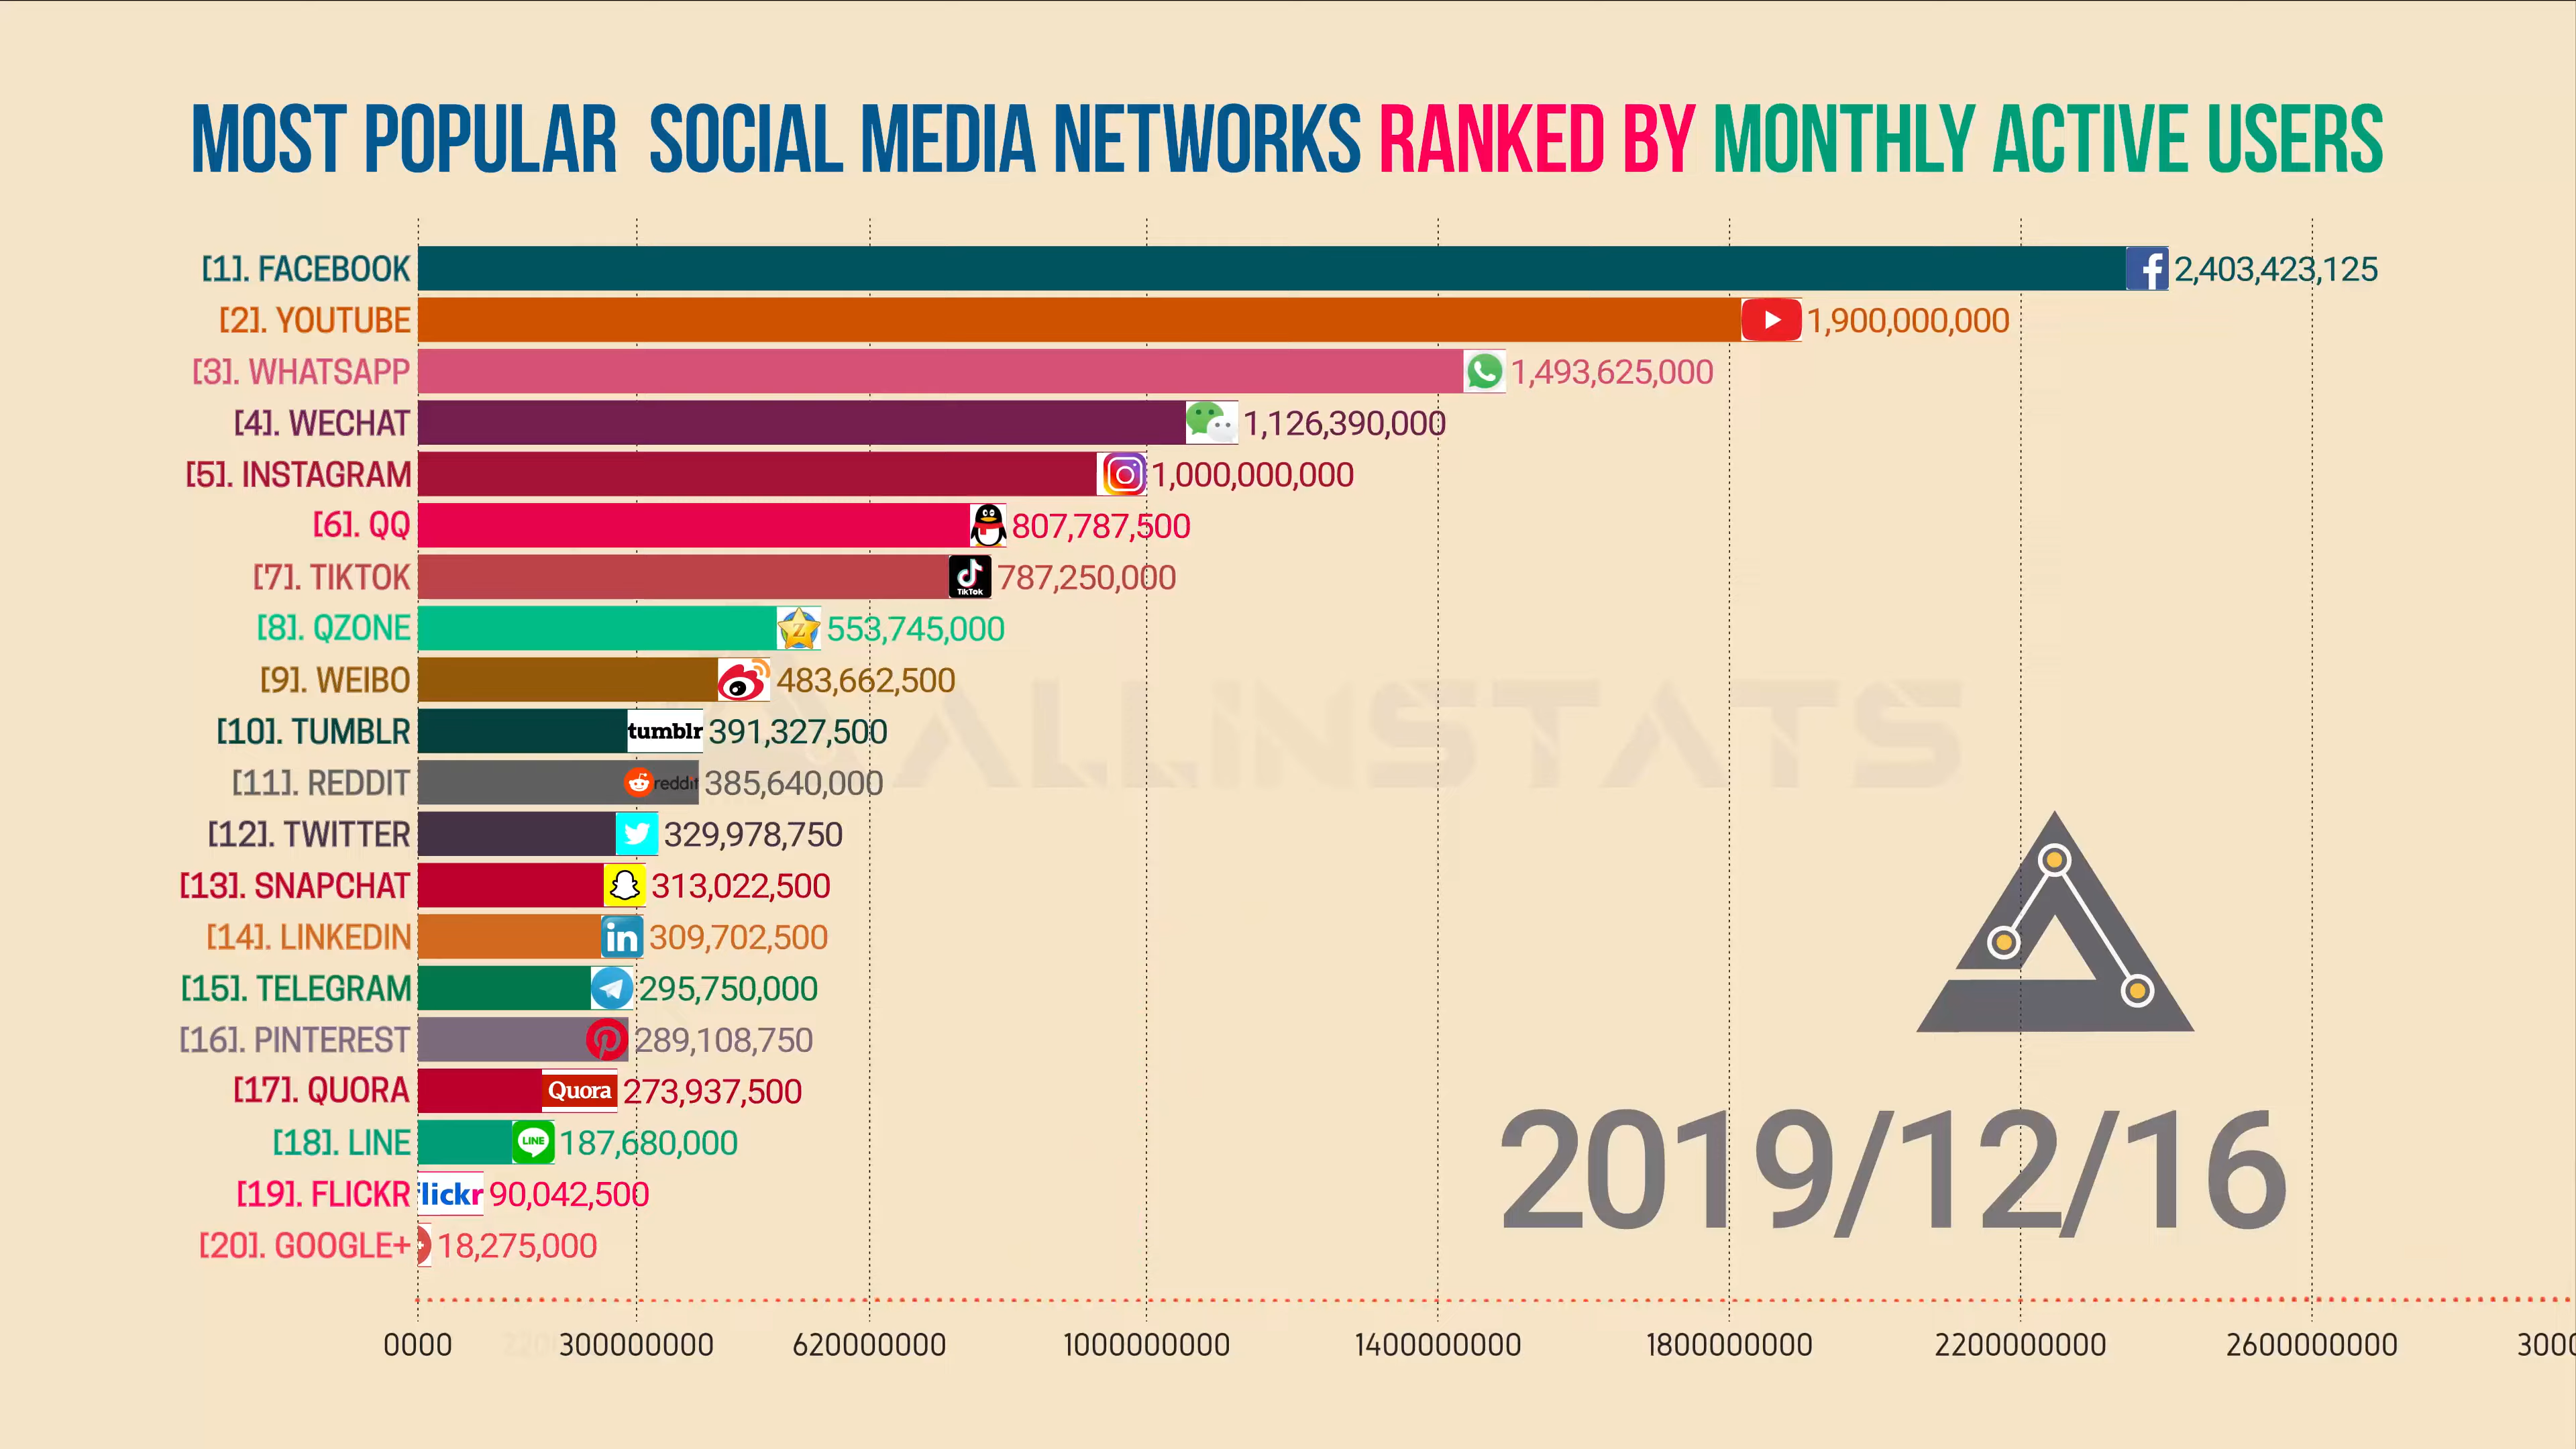 MOST POPULAR SOCIAL MEDIA NETWORKS RANKED BY MONTHLY ACTIVE USERS
[1]. FACEBOOK 2,403,423,125
[2]. YOUTUBE 1,900,000,000
[3]. WHATSAPP 1,493,625,000
[4]. WECHAT 1,126,390,000
[5]. INSTAGRAM 1,000,000,000
[6]. QQ 807,787,500
[7]. TIKTOK TikTok 787,250,000
[8]. QZONE Z 553,745,000
[9]. WEIBO 483,662,500
[10]. TUMBLR tumblr 391,327,500
[11]. REDDIT reddit 385,640,000
[12]. TWITTER 329,978,750
[13]. SNAPCHAT 313,022,500
[14]. LINKEDIN in 309,702,500
[15]. TELEGRAM 295,750,000
[16]. PINTEREST 289,108,750
[17]. QUORA Quora 273,937,500
[18]. LINE LINE 187,680,000
[19]. FLICKR flickr 90,042,500
[20]. GOOGLE+ 18,275,000
ALLINSTATS
2019/12/16
0000 300000000 620000000 1000000000 1400000000 1800000000 2200000000 2600000000